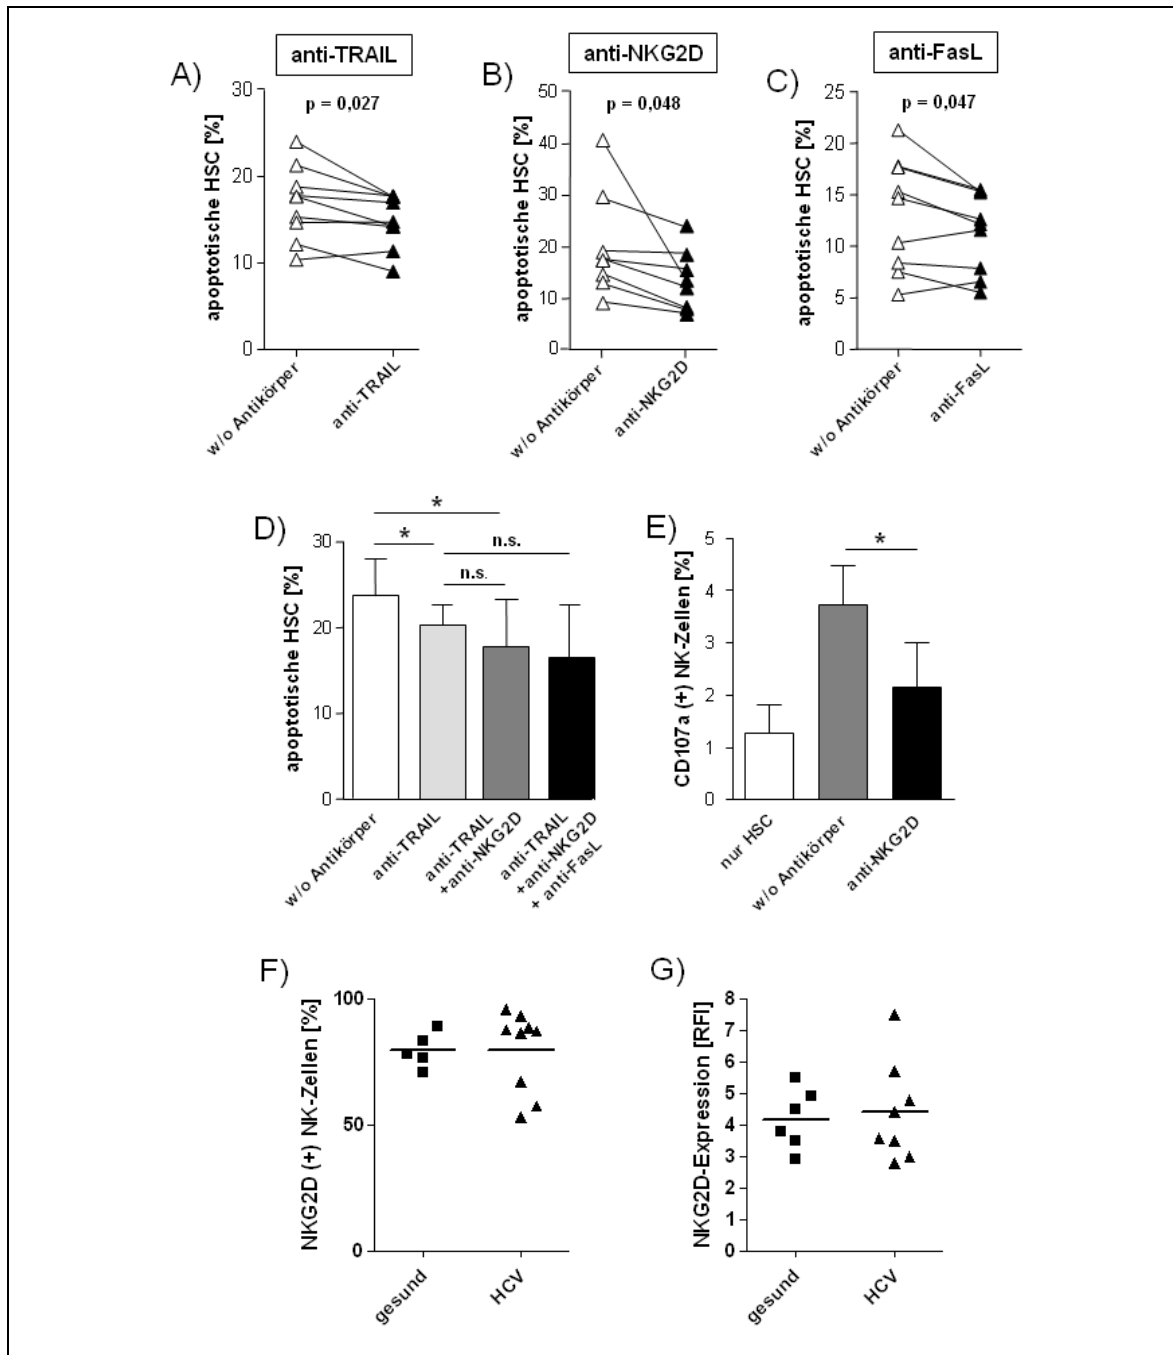 anti-TRAIL
anti-NKG2D
anti-FasL
A)
B)
C)
p = 0,027
p = 0,048
p = 0,047
apoptotische HSC [%]
30
20
10
0
w/o Antikörper
anti-TRAIL
apoptotische HSC [%]
50
40
30
20
10
0
w/o Antikörper
anti-NKG2D
apoptotische HSC [%]
25
20
15
10
5
0
w/o Antikörper
anti-FasL
D)
*
*
n.s.
n.s.
apoptotische HSC [%]
30
20
10
0
w/o Antikörper
anti-TRAIL
anti-TRAIL
+anti-NKG2D
anti-TRAIL
+anti-NKG2D
+ anti-FasL
E)
*
CD107a (+) NK-Zellen [%]
5
4
3
2
1
0
nur HSC
w/o Antikörper
anti-NKG2D
F)
NKG2D (+) NK-Zellen [%]
100
50
0
gesund
HCV
G)
NKG2D-Expression [RFI]
8
7
6
5
4
3
2
1
0
gesund
HCV